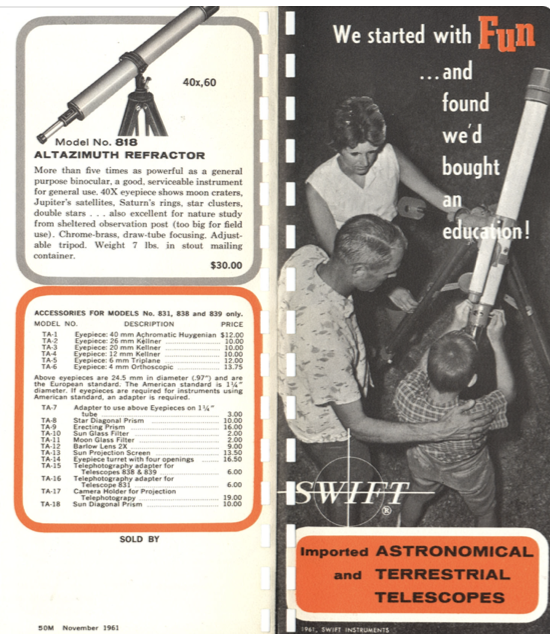 40x,60
Model No. 818
ALTAZIMUTH REFRACTOR
More than five times as powerful as a general
purpose binocular, a good, serviceable instrument
for general use. 40X eyepiece shows moon craters,
Jupiter's satellites, Saturn's rings, star clusters,
double stars . . . also excellent for nature study
from sheltered observation post (too big for field
use). Chrome-brass, draw-tube focusing. Adjust-
able tripod. Weight 7 lbs. in stout mailing
container.
$30.00
ACCESSORIES FOR MODELS No. 831, 838 and 839 only.
MODEL NO. DESCRIPTION PRICE
TA-1 Eyepiece: 40 mm Achromatic Huygenian $12.00
TA-2 Eyepiece: 26 mm Kellner 10.00
TA-3 Eyepiece: 20 mm Kellner 10.00
TA-4 Eyepiece: 12 mm Kellner 10.00
TA-5 Eyepiece: 6 mm Triplane 12.00
TA-6 Eyepiece: 4 mm Orthoscopic 13.75
Above eyepieces are 24.5 mm in diameter (.97") and are
the European standard. The American standard is 1¼"
diameter. If eyepieces are required for instruments using
American standard, an adapter is required.
TA-7 Adapter to use above Eyepieces on 1¼"
tube 3.00
TA-8 Star Diagonal Prism 10.00
TA-9 Erecting Prism 16.00
TA-10 Sun Glass Filter 2.00
TA-11 Moon Glass Filter 2.00
TA-12 Barlow Lens 2X 9.00
TA-13 Sun Projection Screen 13.50
TA-14 Eyepiece turret with four openings 16.50
TA-15 Telephotography adapter for
Telescopes 838 & 839 6.00
TA-16 Telephotography adapter for
Telescope 831 6.00
TA-17 Camera Holder for Projection
Telephotograpy 19.00
TA-18 Sun Diagonal Prism 10.00
SOLD BY
50M November 1961
We started with Fun
...and
found
we'd
bought
an
education!
SWIFT®
Imported ASTRONOMICAL
and TERRESTRIAL
TELESCOPES
1961, SWIFT INSTRUMENTS